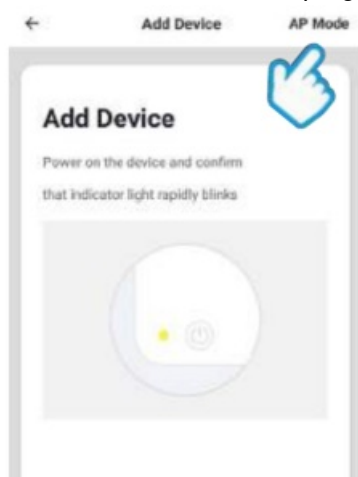 Add Device AP Mode
Add Device
Power on the device and confirm
that indicator light rapidly blinks